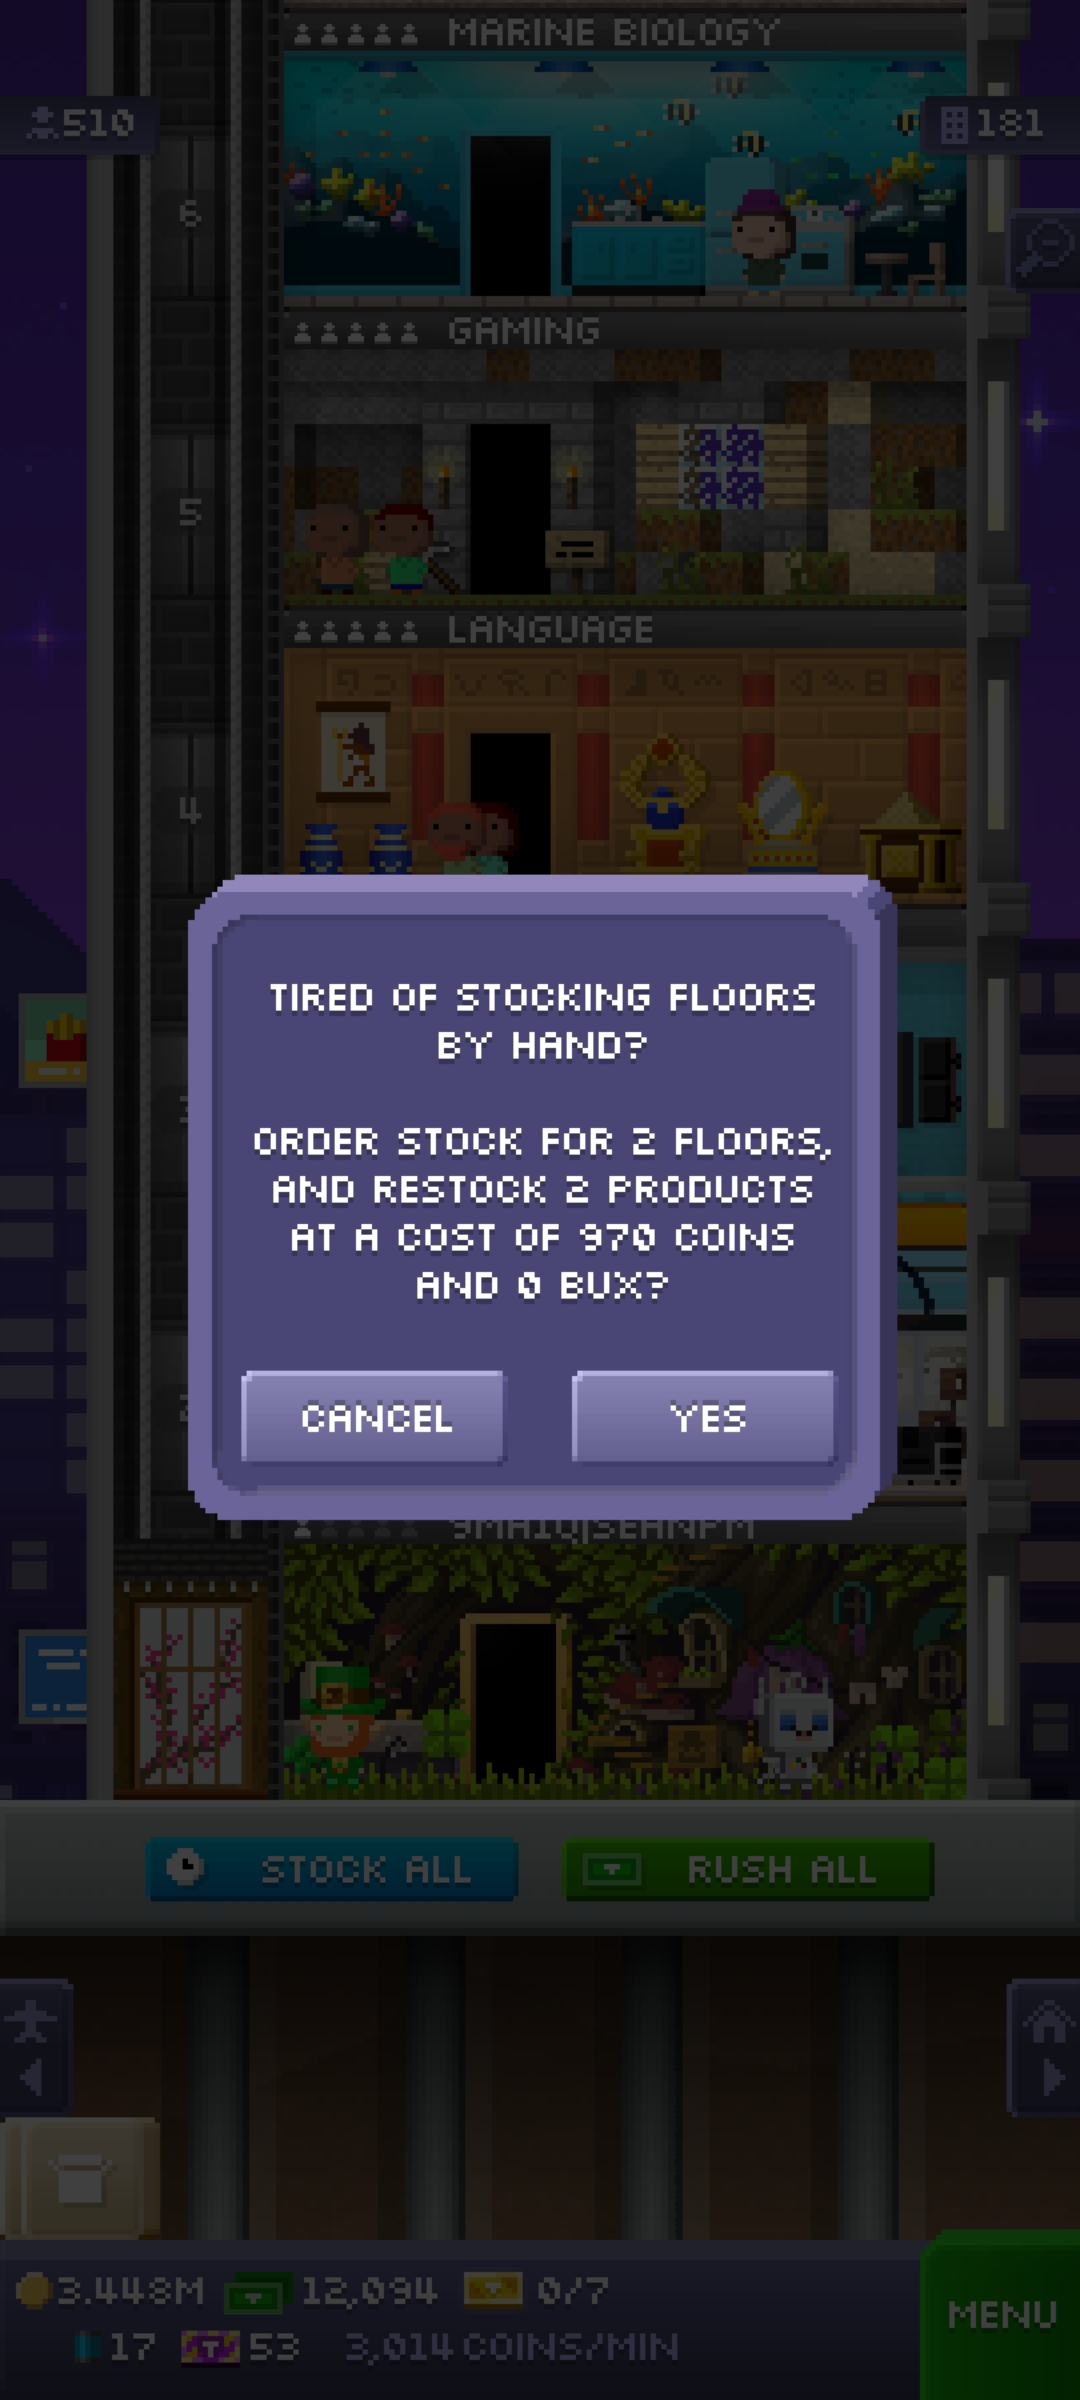 MARINE BIOLOGY
510
181
6
GAMING
5
LANGUAGE
4
TIRED OF STOCKING FLOORS
BY HAND?
ORDER STOCK FOR 2 FLOORS,
AND RESTOCK 2 PRODUCTS
AT A COST OF 970 COINS
AND 0 BUX?
CANCEL
YES
STOCK ALL
RUSH ALL
3.448M
12,094
0/7
MENU
17
53
3,014 COINS/MIN